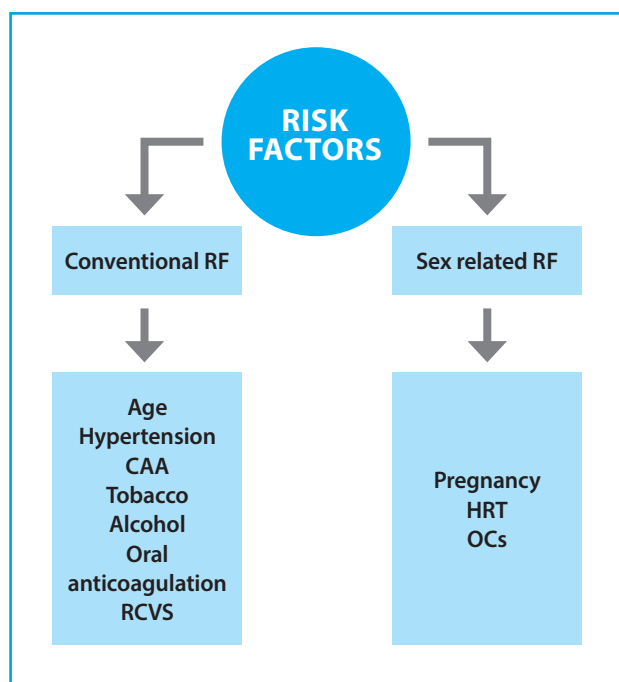 RISK
FACTORS
Conventional RF
Sex related RF
Age
Hypertension
CAA
Tobacco
Alcohol
Oral
anticoagulation
RCVS
Pregnancy
HRT
OCs